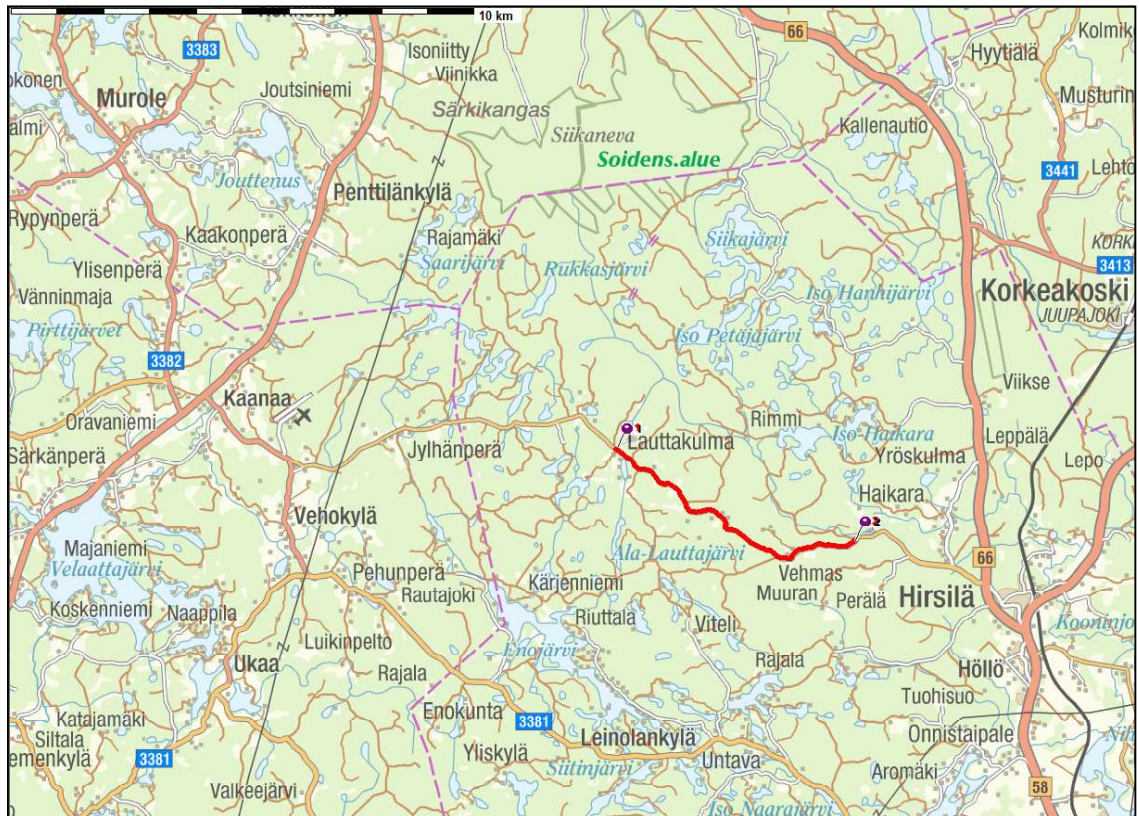 10 km
3383
66
Kolmik
Isoniitty
Hyytiälä
Viinikka
okonen
Murole
Joutsiniemi
Särkikangas
Musturin
almi
Siikaneva
Kallenautio
Soidens.alue
3441
Lehto
Jouttenus
Penttilänkylä
Rypynperä
Siikajärvi
Kaakonperä
Rajamäki
KORK
Saarijärvi
Ylisenperä
Rukkasjärvi
3413
Vänninmaja
Iso Hanhijärvi
Korkeakoski
JUUPAJOKI
Pirttijärvet
Iso Petäjäjärvi
3382
Viikse
Kaanaa
Oravaniemi
Rimmi
1
Lauttakulma
Iso-Haikara
Leppälä
Särkänperä
Jylhänperä
Yröskulma
Lepo
Haikara
Vehokylä
2
Majaniemi
Ala-Lauttajärvi
66
Velaattajärvi
Pehunperä
Kärjenniemi
Vehmas
Rautajoki
Muuran
Perälä
Hirsilä
Koskenniemi
Naappila
Riuttala
Kooninjo
Viteli
Luikinpelto
Enojärvi
Ukaa
Rajala
Rajala
Höllö
Tuohisuo
Katajamäki
Enokunta
3381
Siltala
Leinolankylä
Onnistaipale
emenkylä
3381
Yliskylä
Untava
Siitinjärvi
Aromäki
Valkeejärvi
58
Iso Naarajärvi